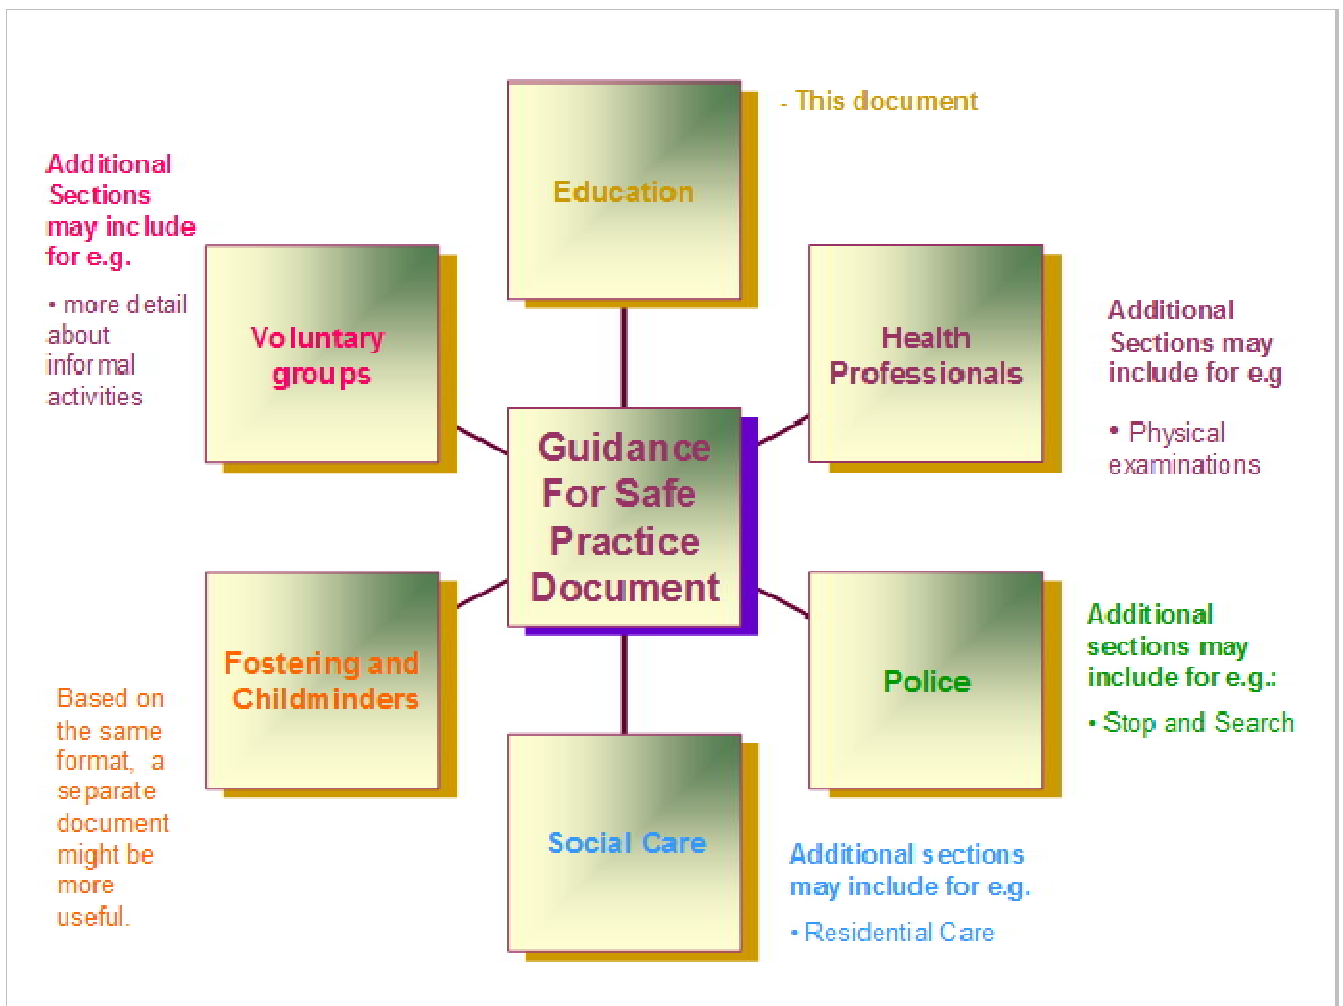 - This document
Education
Additional
Sections
may include
for e.g.
• more detail
about
informal
activities
Voluntary
groups
Health
Professionals
Additional
Sections may
include for e.g
• Physical
examinations
Guidance
For Safe
Practice
Document
Fostering and
Childminders
Based on
the same
format, a
separate
document
might be
more
useful.
Police
Additional
sections may
include for e.g.:
• Stop and Search
Social Care
Additional sections
may include for e.g.
• Residential Care